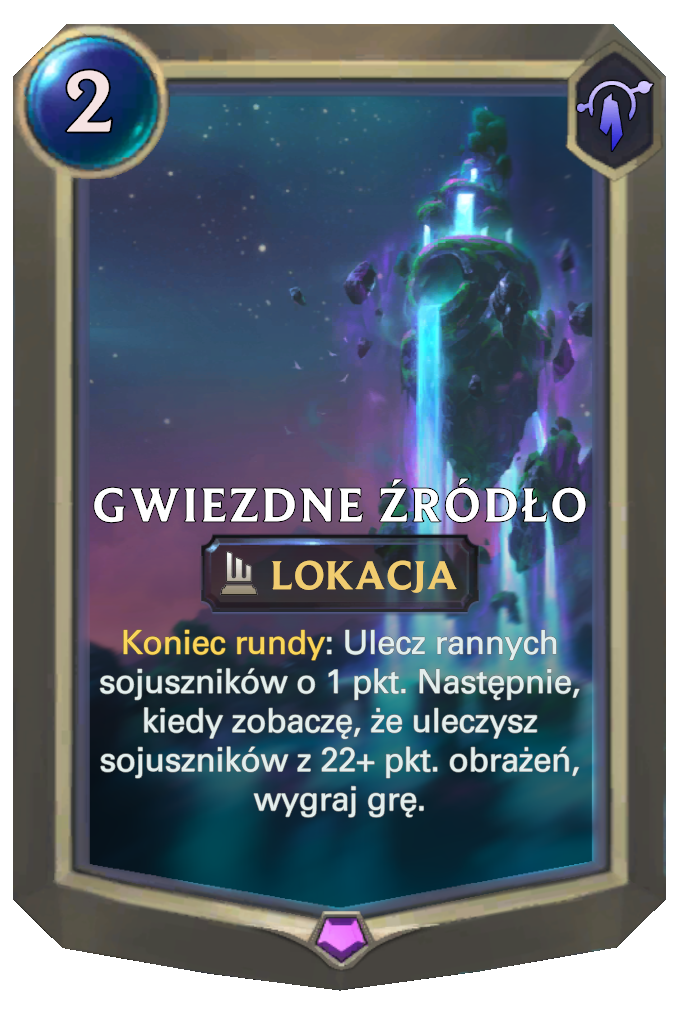 2
GWIEZDNE ŹRÓDŁO
LOKACJA
Koniec rundy: Ulecz rannych
sojuszników o 1 pkt. Następnie,
kiedy zobaczę, że uleczysz
sojuszników z 22+ pkt. obrażeń,
wygraj grę.